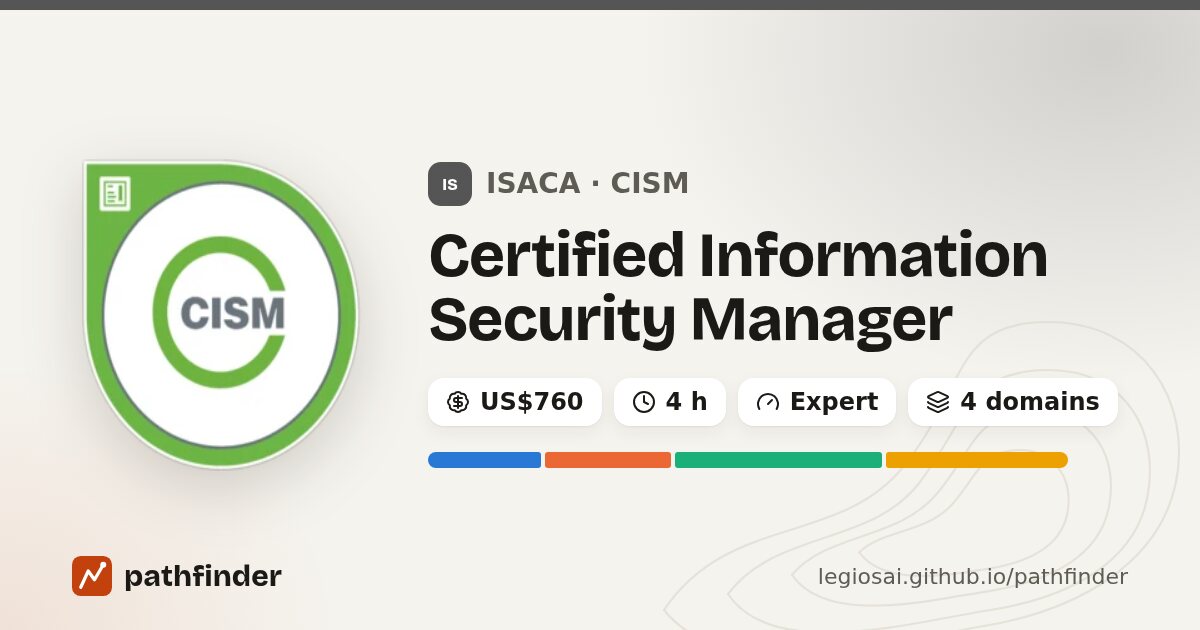 CISM
IS
ISACA · CISM
Certified Information
Security Manager
US$760
4 h
Expert
4 domains
pathfinder
legiosai.github.io/pathfinder